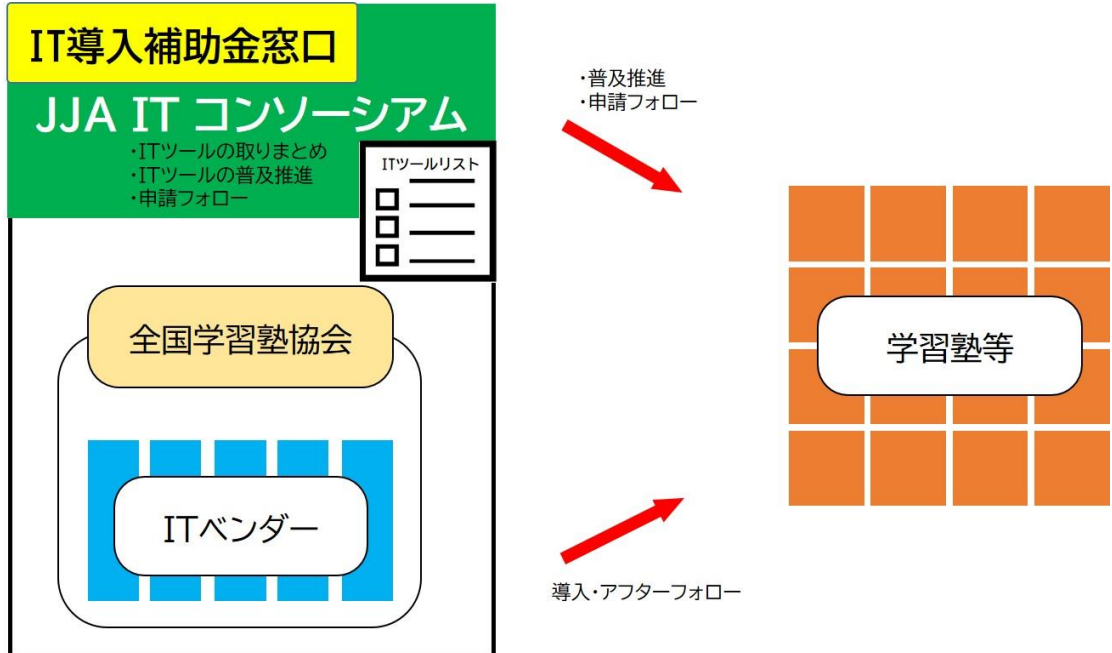 IT導入補助金窓口
JJA IT コンソーシアム
・ITツールの取りまとめ
・ITツールの普及推進
・申請フォロー
ITツールリスト
全国学習塾協会
ITベンダー
・普及推進
・申請フォロー
学習塾等
導入・アフターフォロー